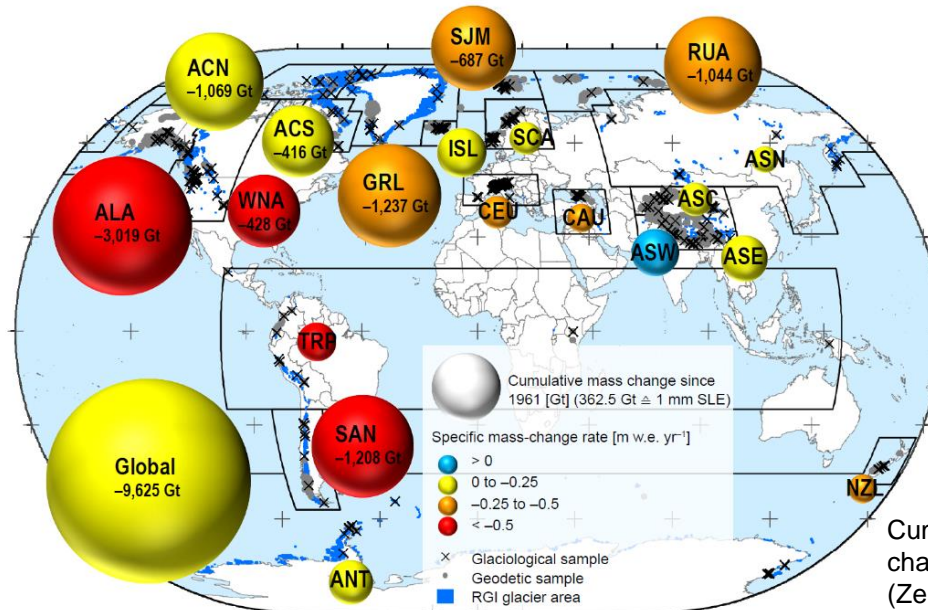 SJM
–687 Gt
RUA
–1,044 Gt
ACN
–1,069 Gt
ACS
–416 Gt
ISL
SCA
ASN
ALA
–3,019 Gt
WNA
–428 Gt
GRL
–1,237 Gt
CEU
CAU
ASC
ASW
ASE
TRP
Cumulative mass change since
1961 [Gt] (362.5 Gt ≙ 1 mm SLE)
Specific mass-change rate [m w.e. yr⁻¹]
> 0
0 to –0.25
–0.25 to –0.5
< –0.5
Glaciological sample
Geodetic sample
RGI glacier area
Global
–9,625 Gt
SAN
–1,208 Gt
NZL
ANT
Cur
cha
(Ze